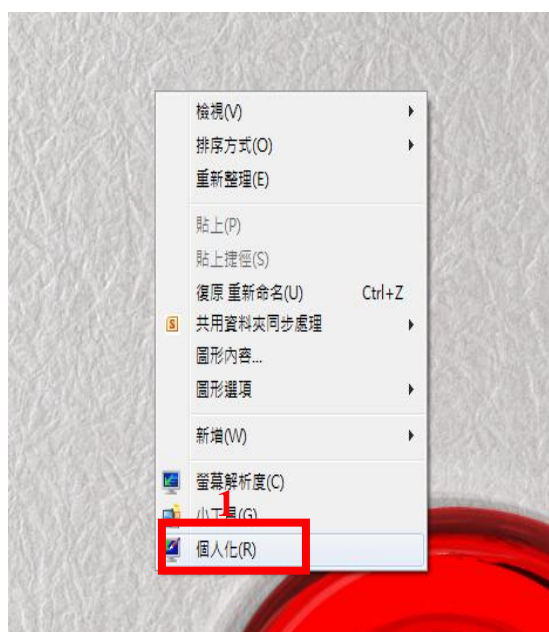 檢視(V)
排序方式(O)
重新整理(E)
貼上(P)
貼上捷徑(S)
復原 重新命名(U) Ctrl+Z
S 共用資料夾同步處理
圖形內容...
圖形選項
新增(W)
螢幕解析度(C)
1
小工具(G)
個人化(R)